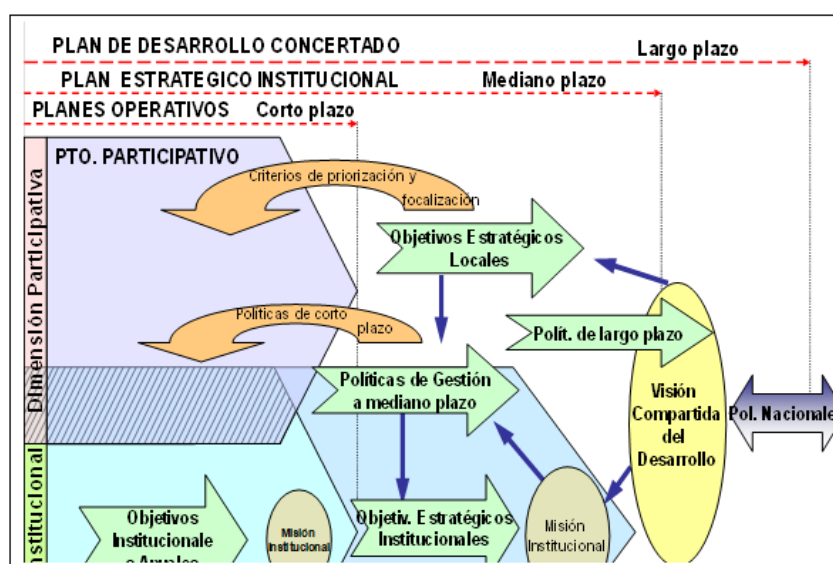 PLAN DE DESARROLLO CONCERTADO
Largo plazo
PLAN ESTRATEGICO INSTITUCIONAL
Mediano plazo
PLANES OPERATIVOS
Corto plazo
PTO. PARTICIPATIVO
Dimensión Participativa
Criterios de priorización y
focalización
Objetivos Estratégicos
Locales
Políticas de corto
plazo
Polít. de largo plazo
Políticas de Gestión
a mediano plazo
Visión
Compartida
del
Desarrollo
Pol. Nacionale
nstitucional
Objetivos
Institucionale
Misión
Institucional
Objetiv. Estratégicos
Institucionales
Misión
Institucional